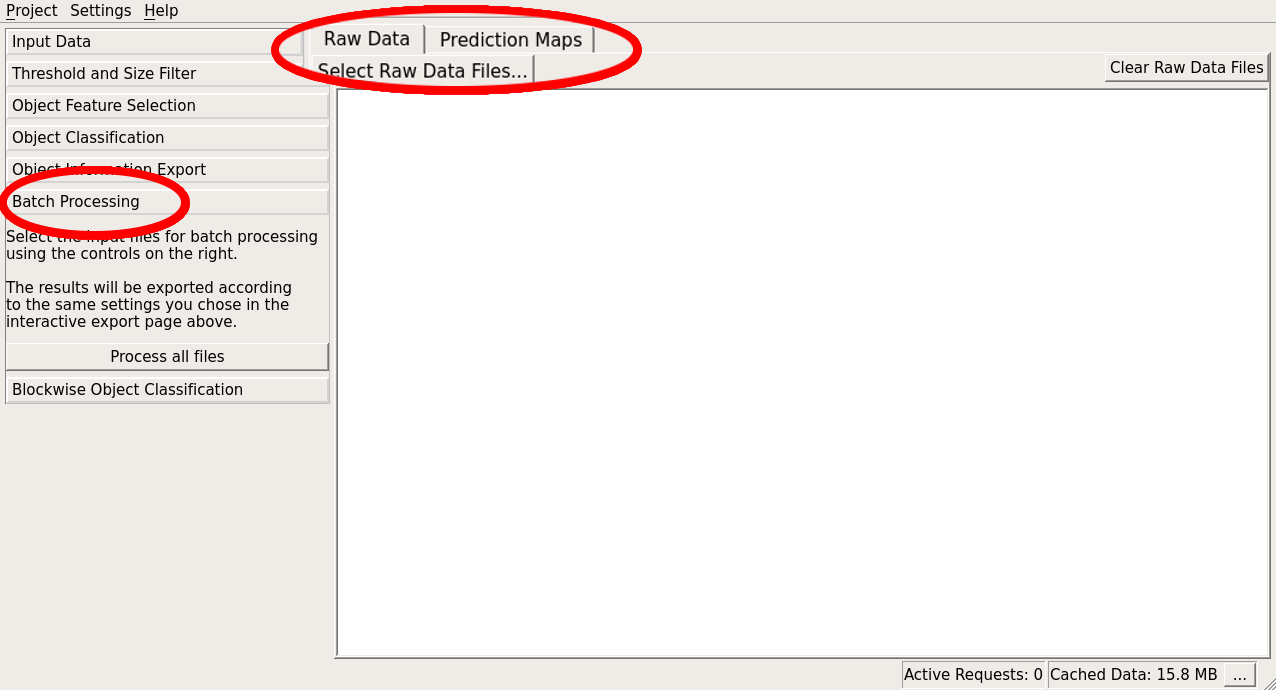 Project Settings Help
Input Data
Threshold and Size Filter
Object Feature Selection
Object Classification
Object Information Export
Batch Processing
Select the input files for batch processing
using the controls on the right.
The results will be exported according
to the same settings you chose in the
interactive export page above.
Process all files
Blockwise Object Classification
Raw Data Prediction Maps
Select Raw Data Files...
Clear Raw Data Files
Active Requests: 0 Cached Data: 15.8 MB ...